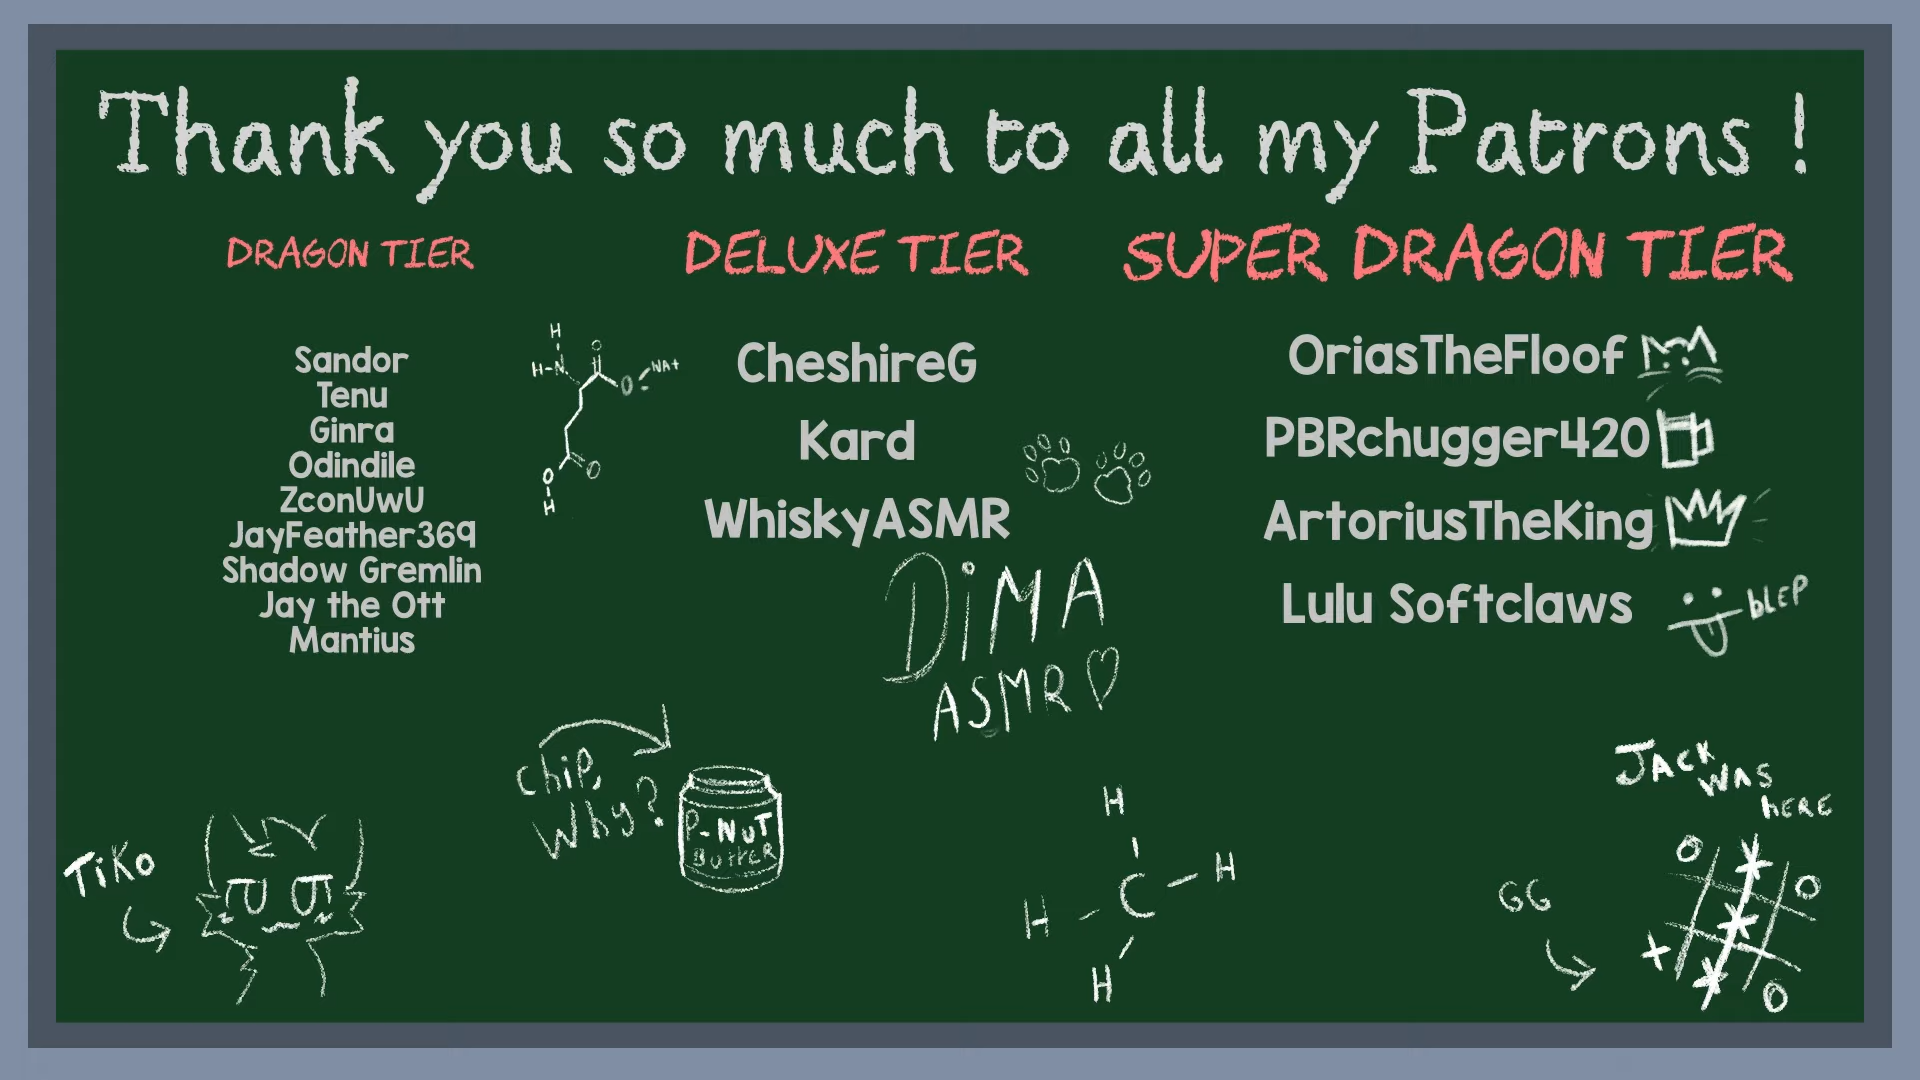 Thank you so much to all my Patrons !
DRAGON TIER
Sandor
Tenu
Ginra
Odindile
ZconUwU
JayFeather369
Shadow Gremlin
Jay the Ott
Mantius
H
H-N
O
O
NA+
O
O
H
DELUXE TIER
CheshireG
Kard
WhiskyASMR
SUPER DRAGON TIER
OriasTheFloof
PBRchugger420
ArtoriusTheKing
Lulu Softclaws
blep
DiMA
ASMR
Chip,
Why?
P-NUT
Butter
TiKo
H
C - H
H -
H
JACK
WAS
hERE
GG
O X O
X
+ X O